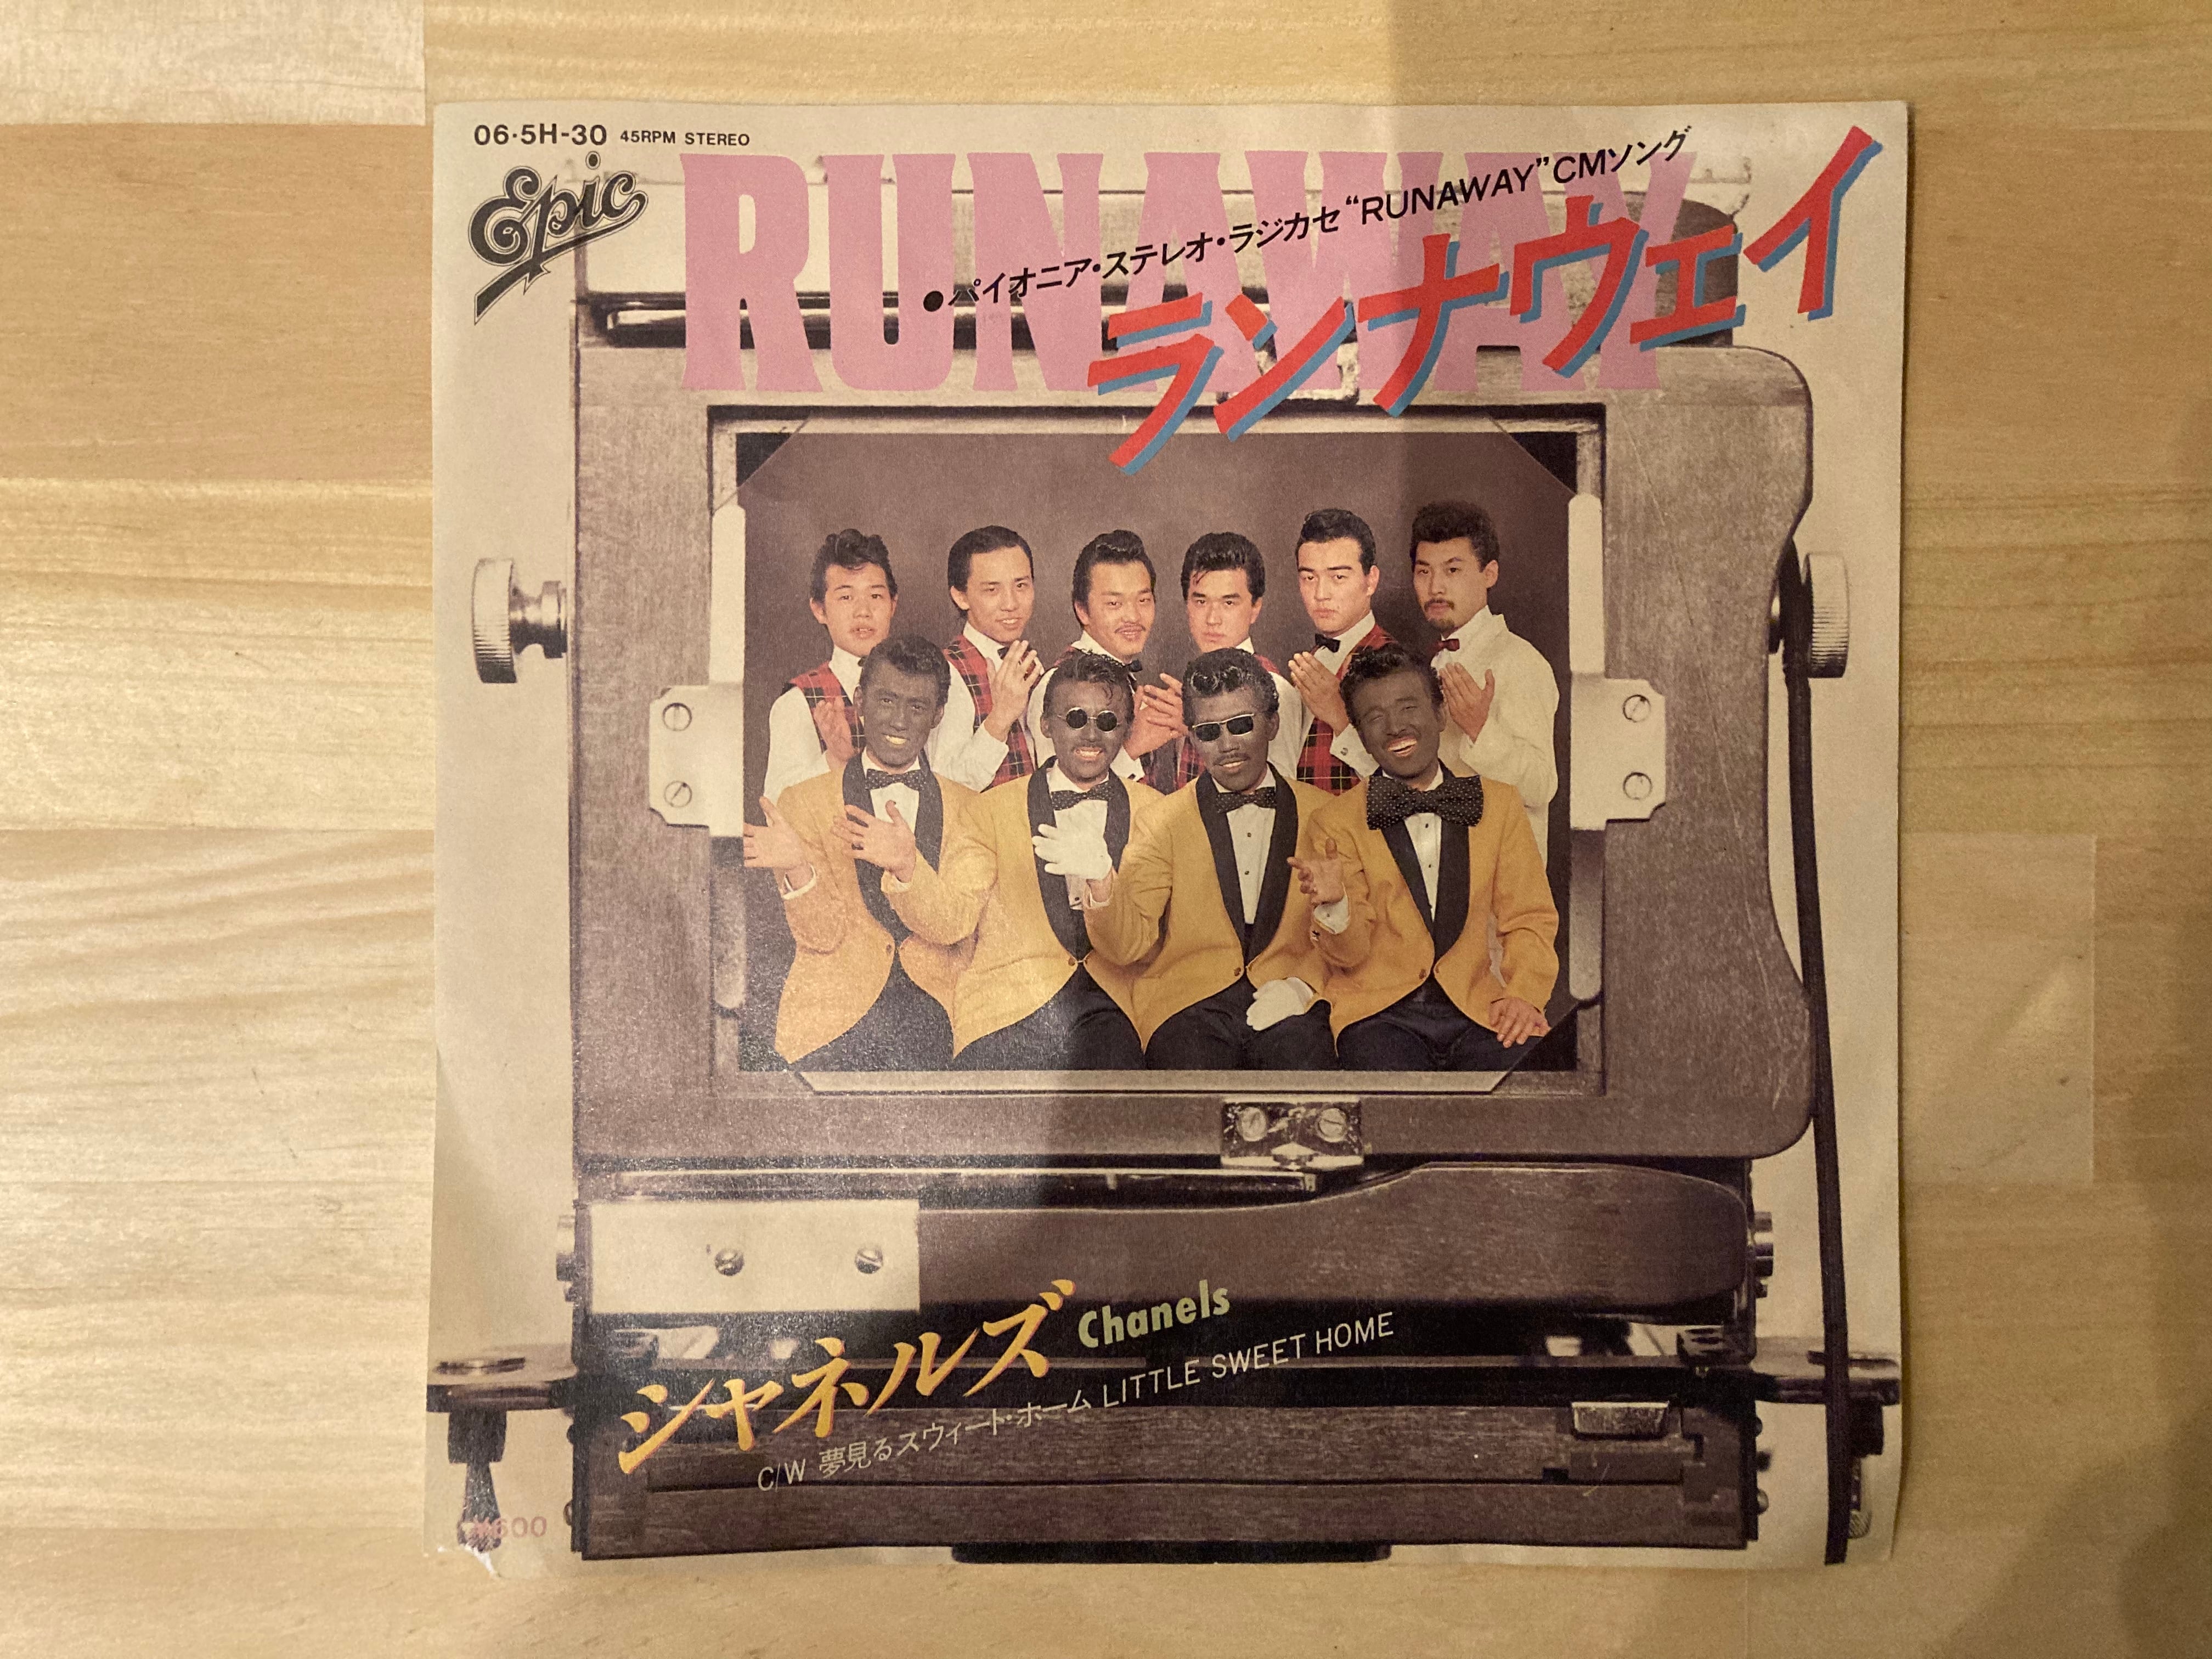 06・5H-30 45RPM STEREO
Epic
RUNAWAY
●パイオニア・ステレオ・ラジカセ“RUNAWAY”CMソング
ランナウェイ
シャネルズ Chanels
C/W 夢見るスウィート・ホーム LITTLE SWEET HOME
¥600